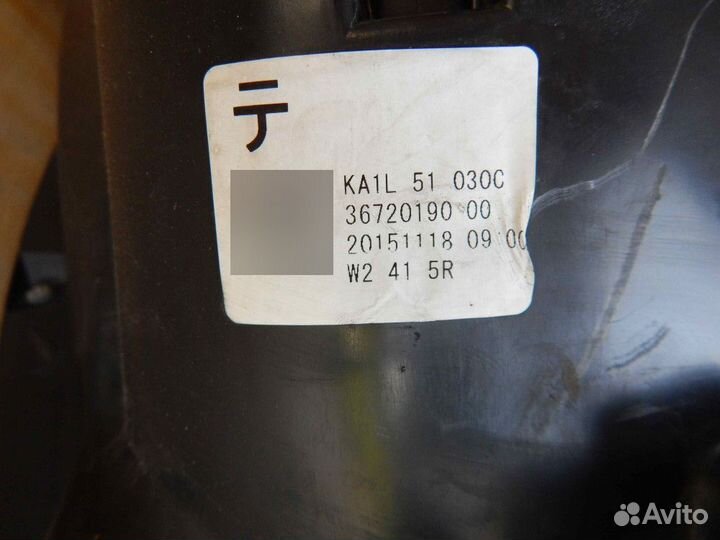 テ
KA1L 51 030C
36720190 00
20151118 09:00
W2 41 5R
Avito